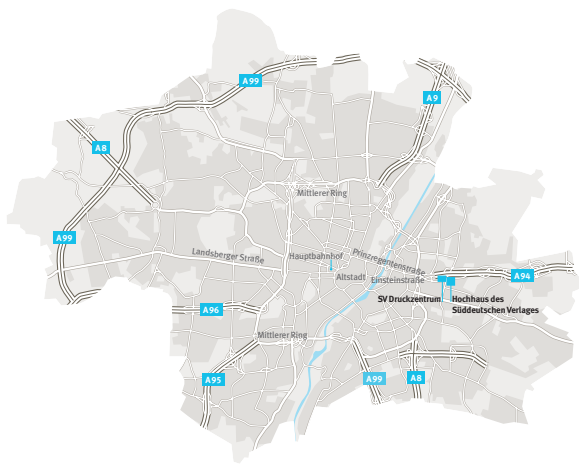 A99
A9
A8
Mittlerer Ring
A99
Landsberger Straße
Hauptbahnhof
Prinzregentenstraße
Altstadt
Einsteinstraße
A94
SV Druckzentrum
Hochhaus des
Süddeutschen Verlages
A96
Mittlerer Ring
A95
A99
A8